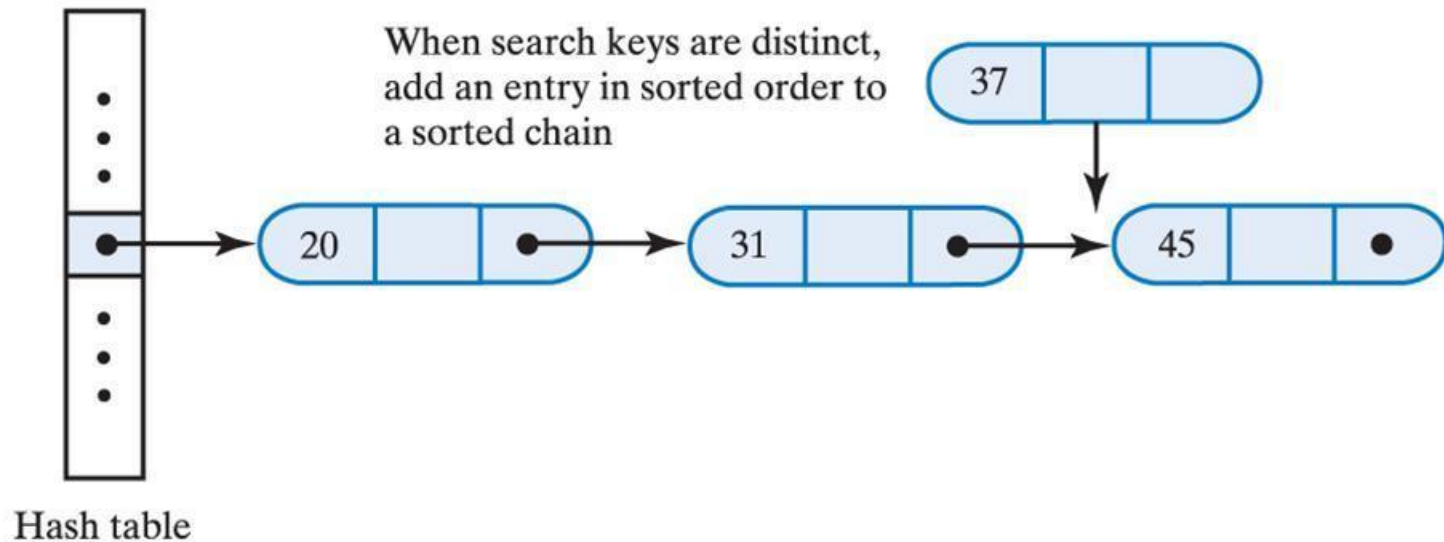 When search keys are distinct,
add an entry in sorted order to
a sorted chain
37
20
31
45
Hash table